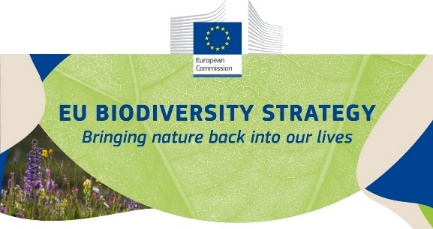 European
Commission
EU BIODIVERSITY STRATEGY
Bringing nature back into our lives